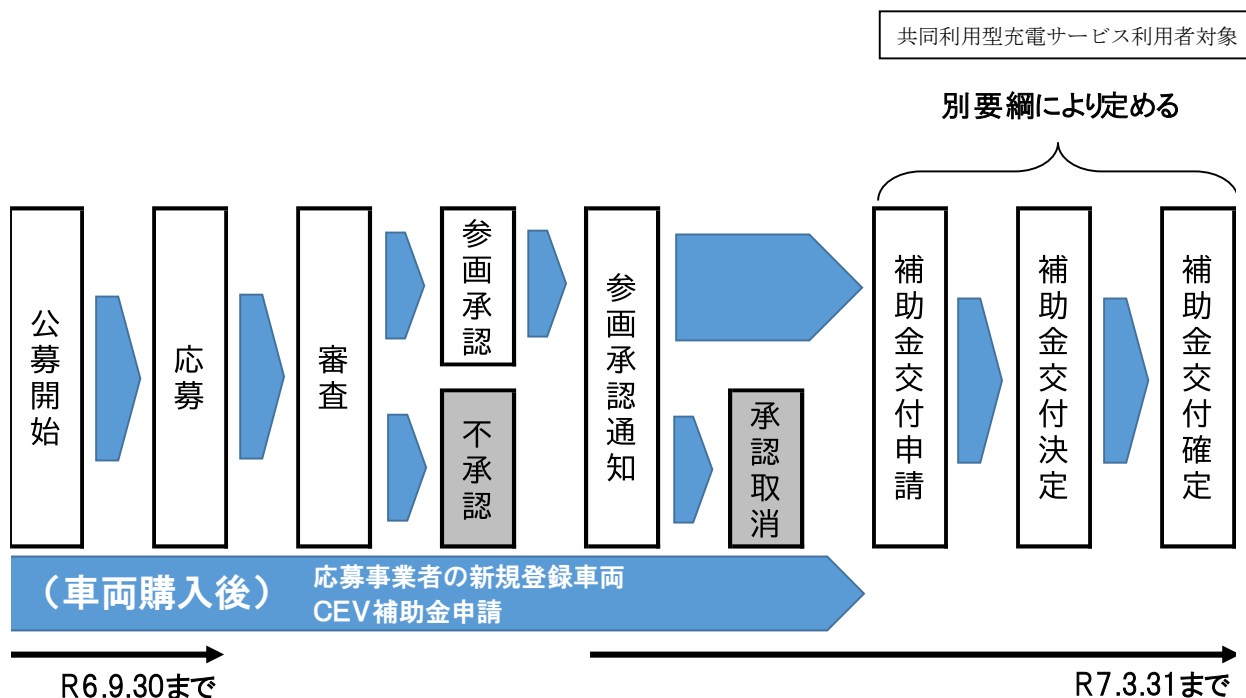 共同利用型充電サービス利用者対象
別要綱により定める
公募開始
応募
審査
参画承認
不承認
参画承認通知
承認取消
補助金交付申請
補助金交付決定
補助金交付確定
（車両購入後）
応募事業者の新規登録車両
CEV補助金申請
R6.9.30まで
R7.3.31まで